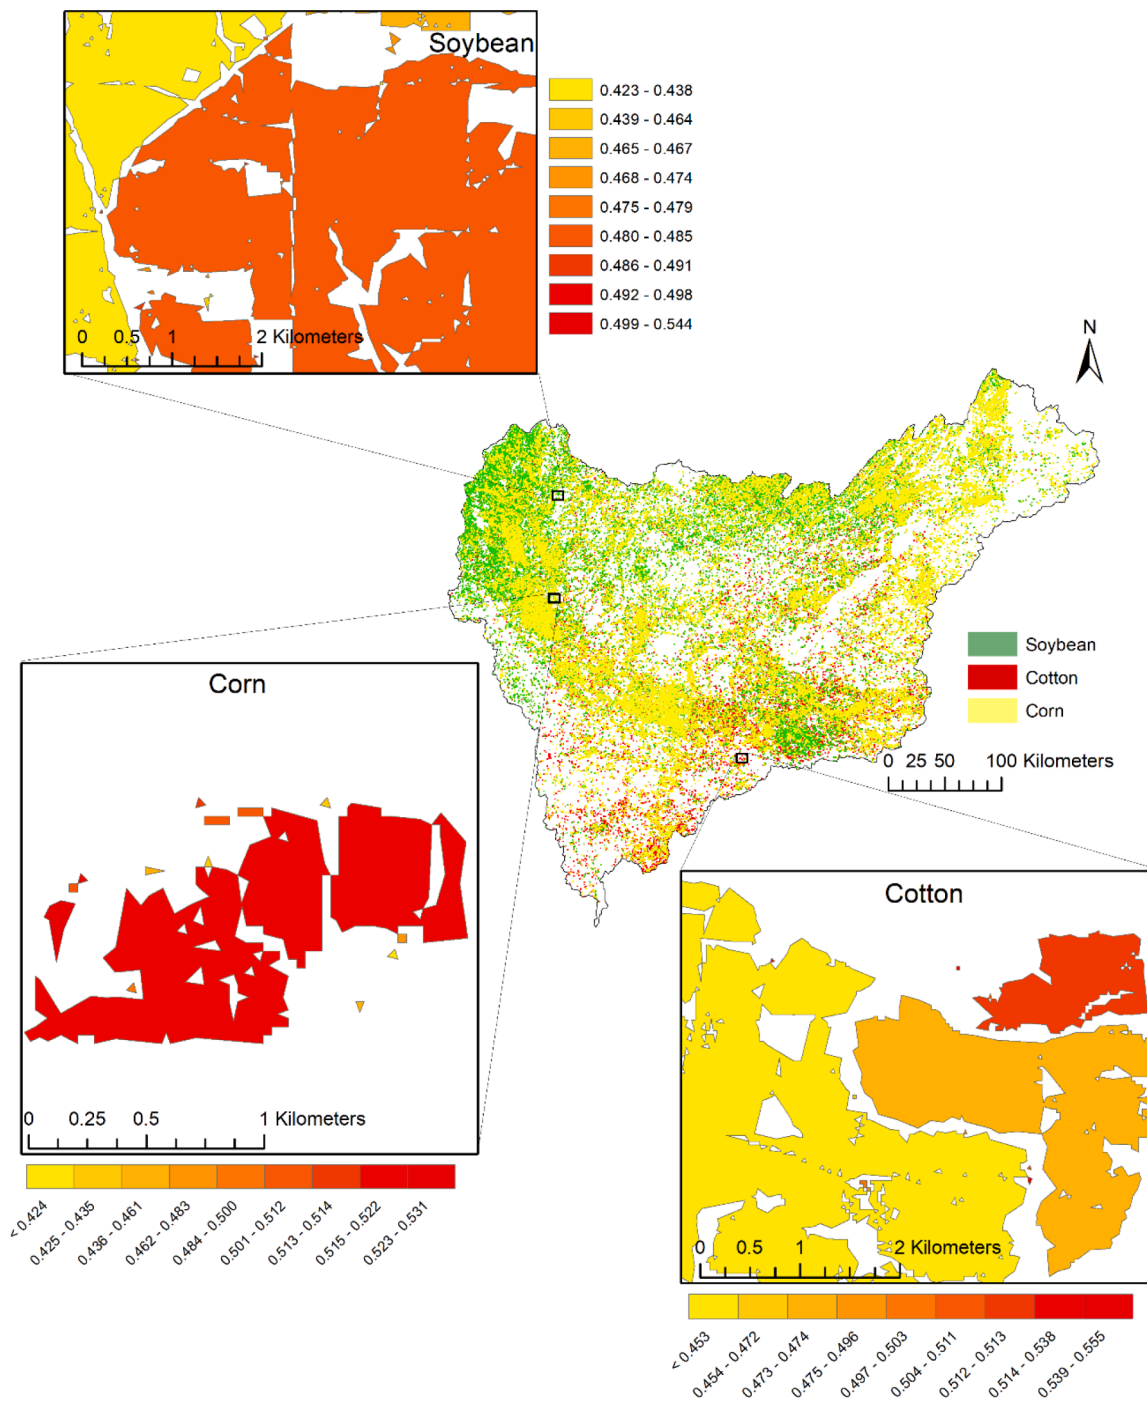 Soybean
0.423 - 0.438
0.439 - 0.464
0.465 - 0.467
0.468 - 0.474
0.475 - 0.479
0.480 - 0.485
0.486 - 0.491
0.492 - 0.498
0.499 - 0.544
0 0.5 1 2 Kilometers
N
Soybean
Cotton
Corn
0 25 50 100 Kilometers
Corn
0 0.25 0.5 1 Kilometers
< 0.424
0.425 - 0.435
0.436 - 0.461
0.462 - 0.483
0.484 - 0.500
0.501 - 0.512
0.513 - 0.514
0.515 - 0.522
0.523 - 0.531
Cotton
0 0.5 1 2 Kilometers
< 0.453
0.454 - 0.472
0.473 - 0.474
0.475 - 0.496
0.497 - 0.503
0.504 - 0.511
0.512 - 0.513
0.514 - 0.538
0.539 - 0.555